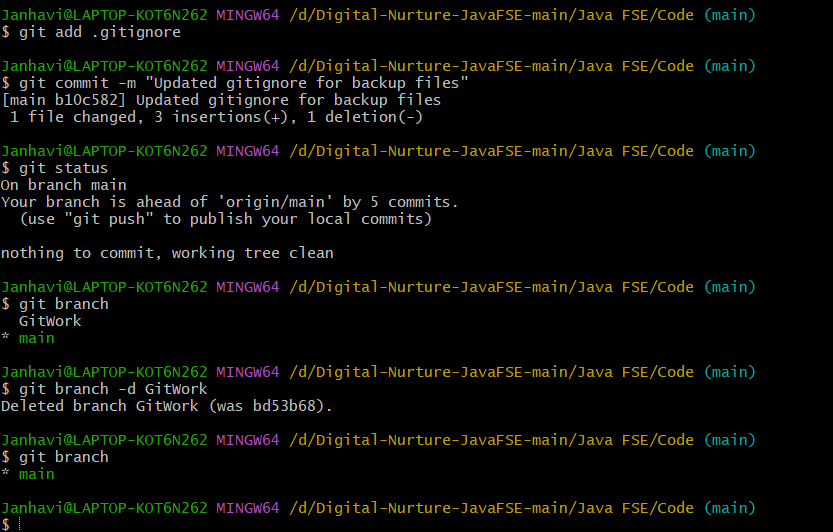 Janhavi@LAPTOP-KOT6N262 MINGW64 /d/Digital-Nurture-JavaFSE-main/Java FSE/Code (main)
$ git add .gitignore

Janhavi@LAPTOP-KOT6N262 MINGW64 /d/Digital-Nurture-JavaFSE-main/Java FSE/Code (main)
$ git commit -m "Updated gitignore for backup files"
[main b10c582] Updated gitignore for backup files
 1 file changed, 3 insertions(+), 1 deletion(-)

Janhavi@LAPTOP-KOT6N262 MINGW64 /d/Digital-Nurture-JavaFSE-main/Java FSE/Code (main)
$ git status
On branch main
Your branch is ahead of 'origin/main' by 5 commits.
  (use "git push" to publish your local commits)

nothing to commit, working tree clean

Janhavi@LAPTOP-KOT6N262 MINGW64 /d/Digital-Nurture-JavaFSE-main/Java FSE/Code (main)
$ git branch
  GitWork
* main

Janhavi@LAPTOP-KOT6N262 MINGW64 /d/Digital-Nurture-JavaFSE-main/Java FSE/Code (main)
$ git branch -d GitWork
Deleted branch GitWork (was bd53b68).

Janhavi@LAPTOP-KOT6N262 MINGW64 /d/Digital-Nurture-JavaFSE-main/Java FSE/Code (main)
$ git branch
* main

Janhavi@LAPTOP-KOT6N262 MINGW64 /d/Digital-Nurture-JavaFSE-main/Java FSE/Code (main)
$